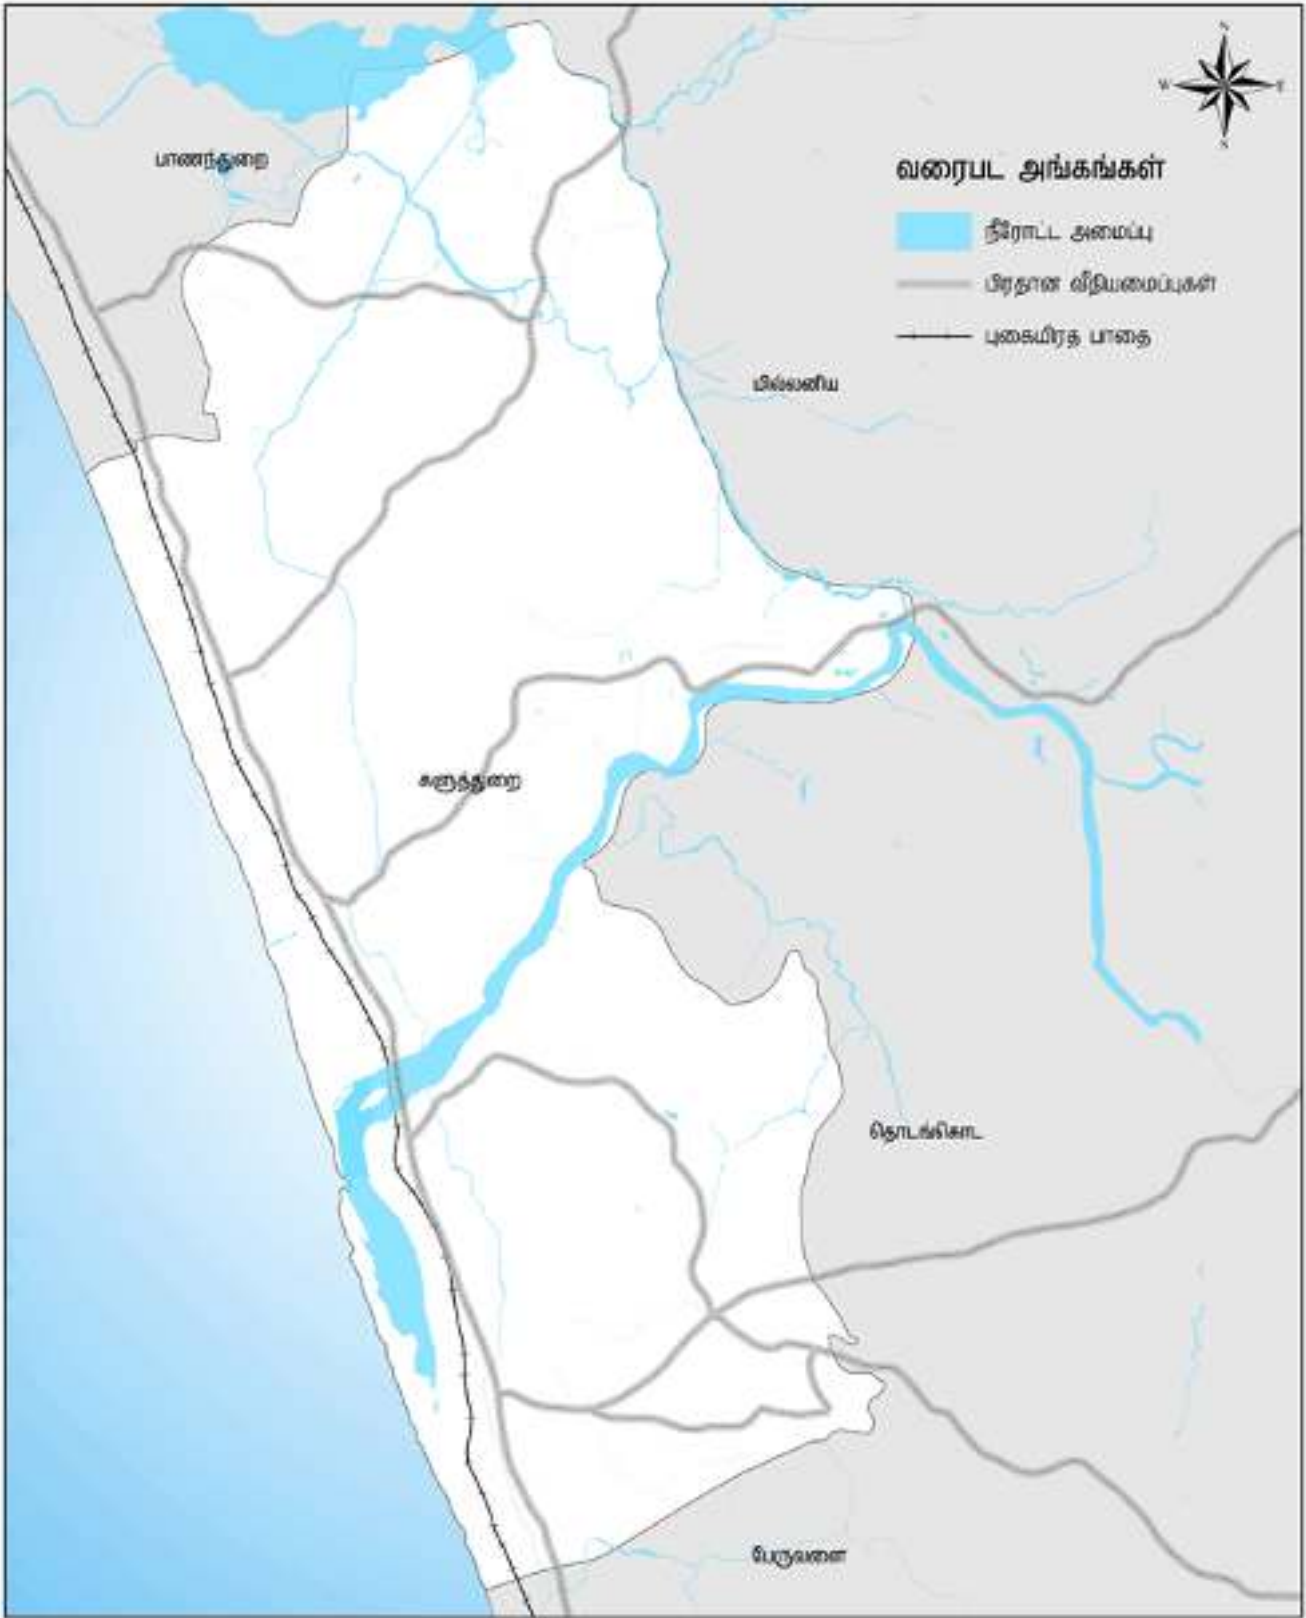 N
W E
S
பாணந்துறை
வரைபட அங்கங்கள்
நீரோட்ட அமைப்பு
பிரதான வீதியமைப்புகள்
புகையிரத பாதை
மில்லனிய
களுத்துறை
தொடங்கொட
பேருவளை